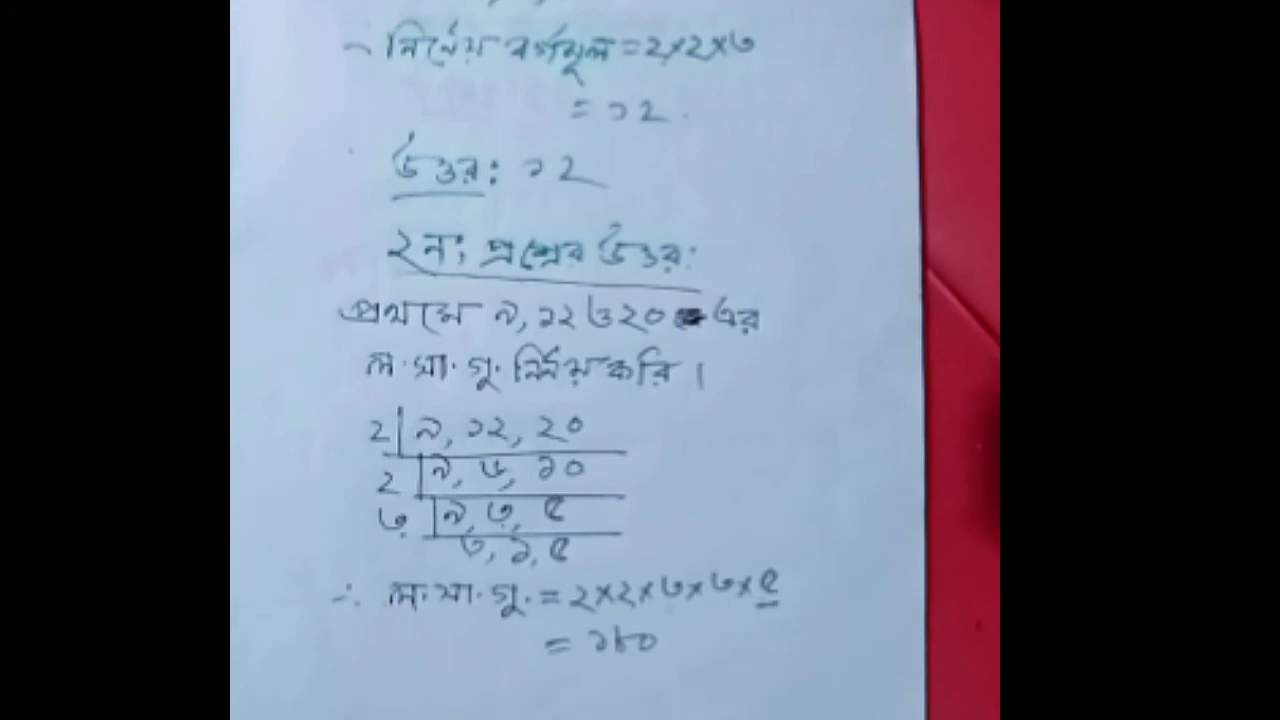 ∴ নির্ণেয় বর্গমূল = ২×২×৩
= ১২
উত্তর: ১২
২নং প্রশ্নের উত্তর:
প্রথমে ৯, ১২ ও ২০ এর
ল.সা.গু. নির্ণয় করি।
২ | ৯, ১২, ২০
২ | ৯, ৬, ১০
৩ | ৯, ৩, ৫
৩, ১, ৫
∴ ল.সা.গু. = ২×২×৩×৩×৫
= ১৮০